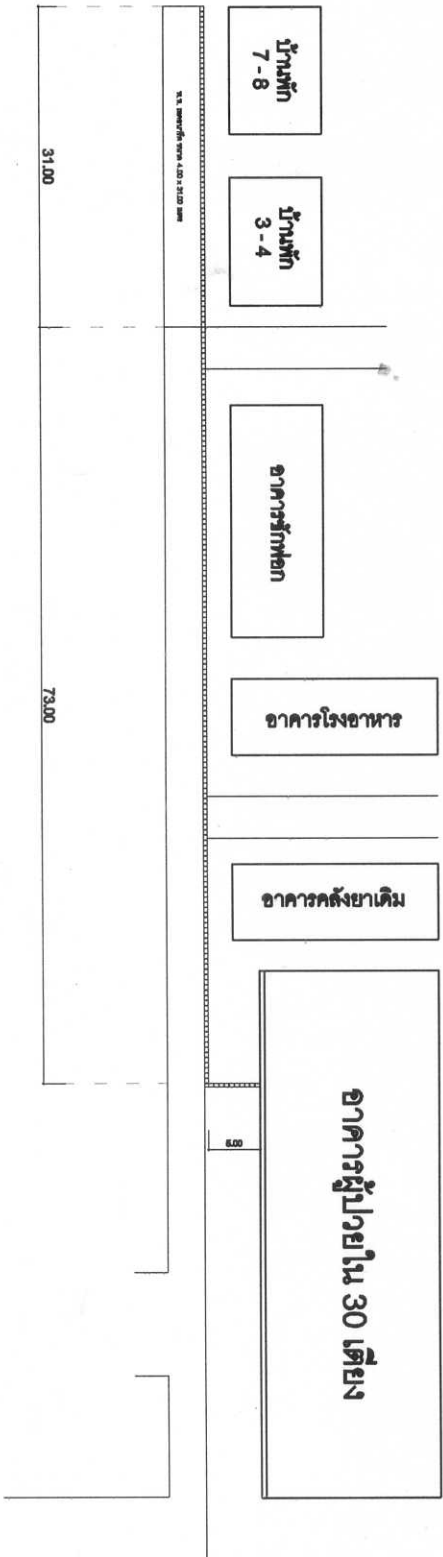 บ้านพัก
7 - 8
บ้านพัก
3 - 4
31.00
อาคารซักฟอก
73.00
อาคารโรงอาหาร
อาคารคลังยาเดิม
5.00
อาคารผู้ป่วยใน 30 เตียง